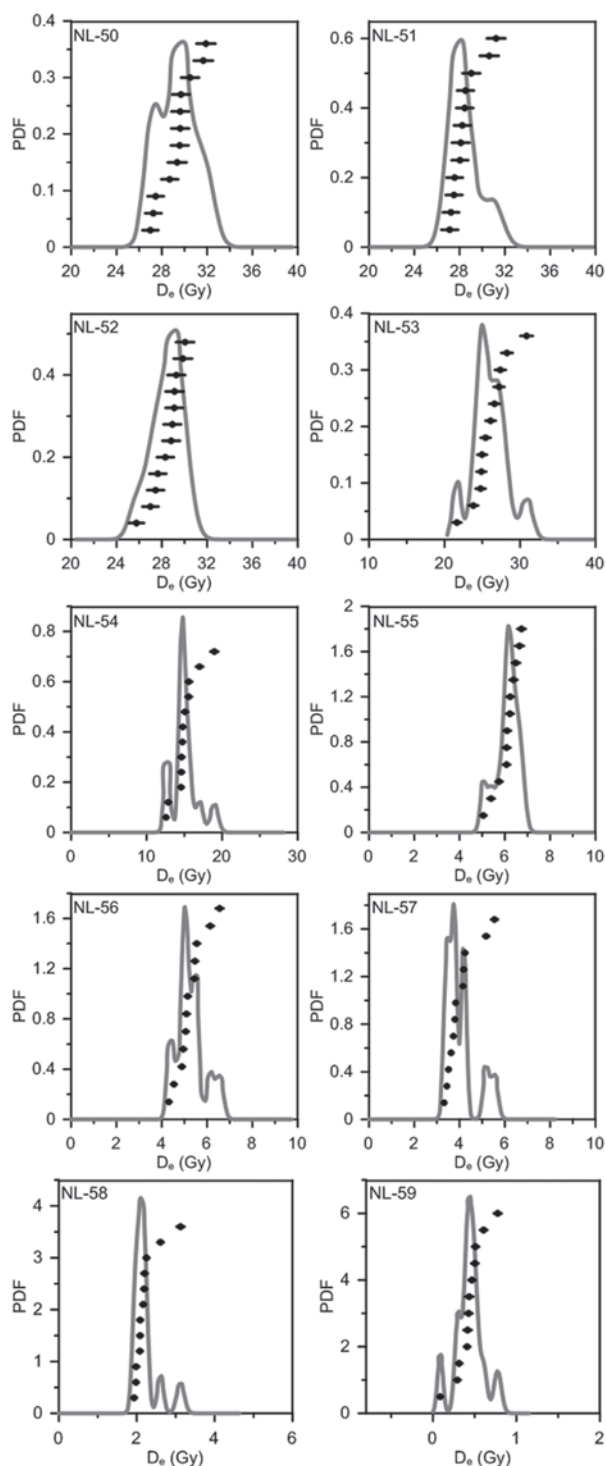 NL-50
PDF
0.4
0.3
0.2
0.1
0
20 24 28 32 36 40
Dₑ (Gy)
NL-51
PDF
0.6
0.4
0.2
0
20 24 28 32 36 40
Dₑ (Gy)
NL-52
PDF
0.4
0.2
0
20 24 28 32 36 40
Dₑ (Gy)
NL-53
PDF
0.4
0.3
0.2
0.1
0
10 20 30 40
Dₑ (Gy)
NL-54
PDF
0.8
0.6
0.4
0.2
0
0 10 20 30
Dₑ (Gy)
NL-55
PDF
2
1.6
1.2
0.8
0.4
0
0 2 4 6 8 10
Dₑ (Gy)
NL-56
PDF
1.6
1.2
0.8
0.4
0
0 2 4 6 8 10
Dₑ (Gy)
NL-57
PDF
1.6
1.2
0.8
0.4
0
0 2 4 6 8 10
Dₑ (Gy)
NL-58
PDF
4
3
2
1
0
0 2 4 6
Dₑ (Gy)
NL-59
PDF
6
4
2
0
0 1 2
Dₑ (Gy)